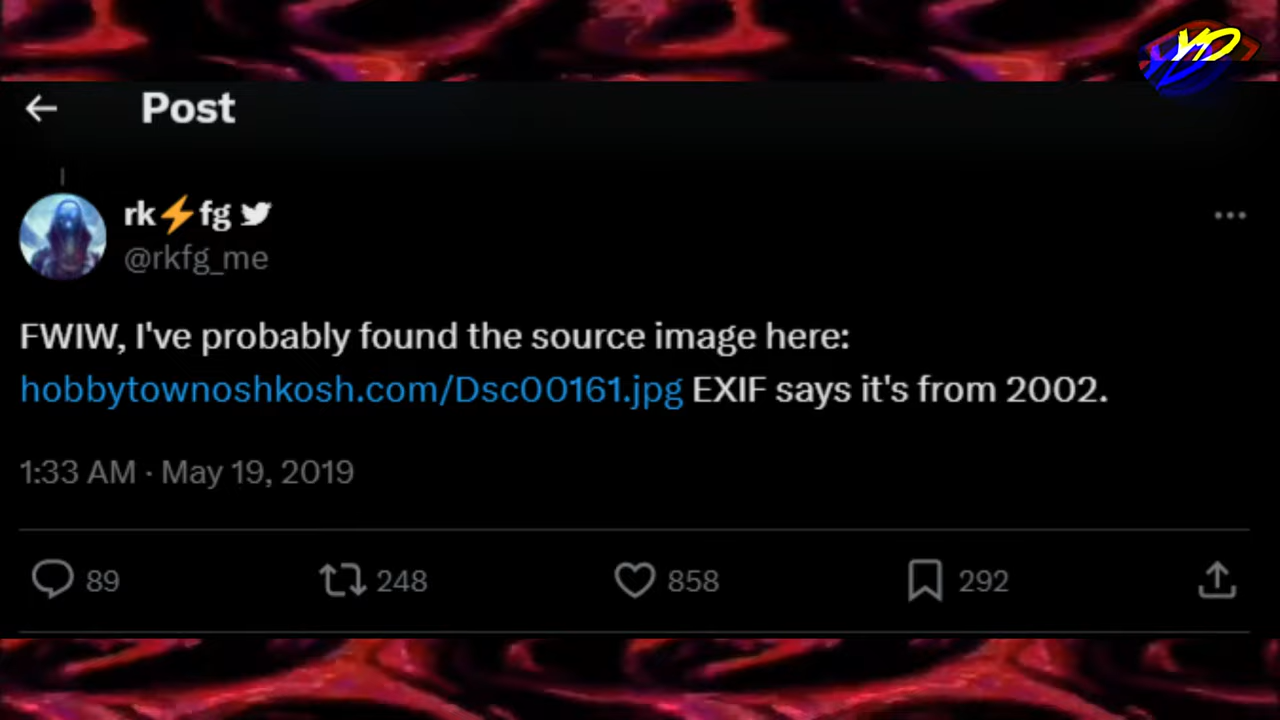 Post
rk⚡fg
@rkfg_me
FWIW, I've probably found the source image here:
hobbytownoshkosh.com/Dsc00161.jpg EXIF says it's from 2002.
1:33 AM · May 19, 2019
89 248 858 292